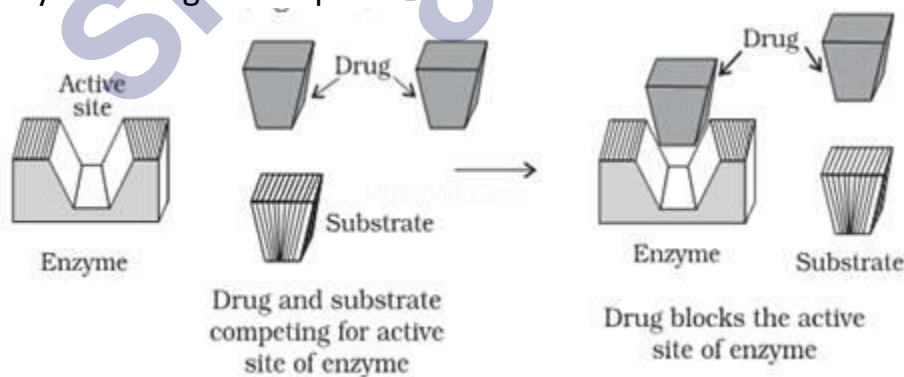 Drug
Drug
Active
site
Substrate
Enzyme
Enzyme
Substrate
Drug and substrate
competing for active
site of enzyme
Drug blocks the active
site of enzyme